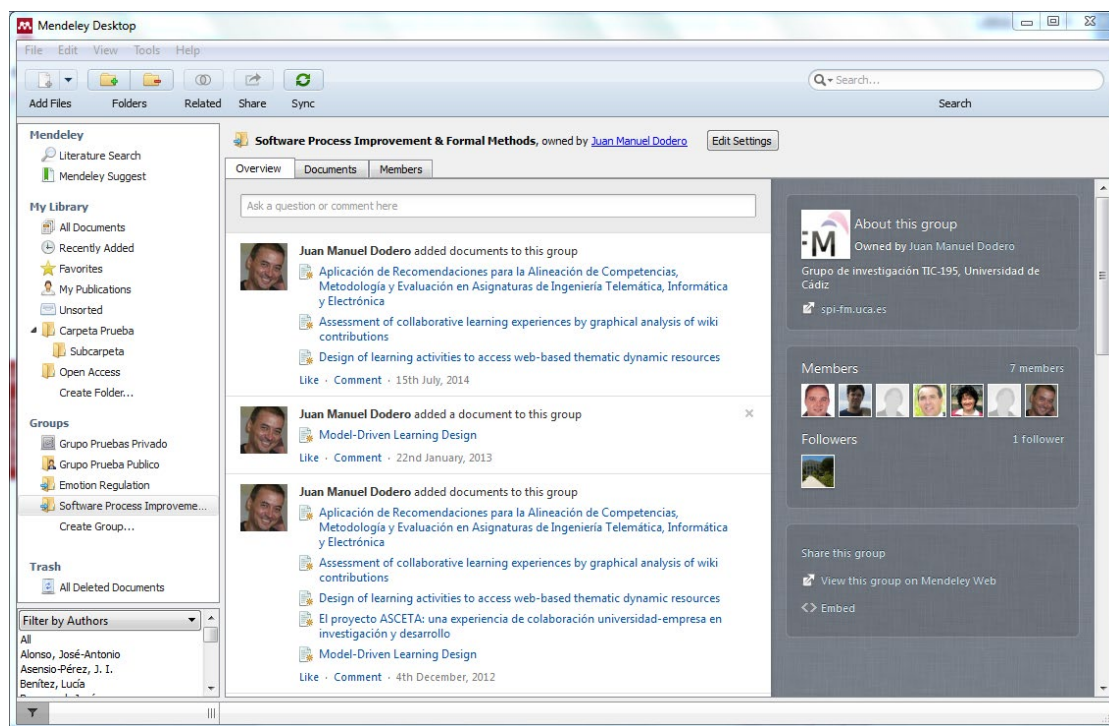 Mendeley Desktop
File Edit View Tools Help
Add Files Folders Related Share Sync
Search...
Search
Mendeley
Literature Search
Mendeley Suggest
My Library
All Documents
Recently Added
Favorites
My Publications
Unsorted
Carpeta Prueba
Subcarpeta
Open Access
Create Folder...
Groups
Grupo Pruebas Privado
Grupo Prueba Publico
Emotion Regulation
Software Process Improveme...
Create Group...
Trash
All Deleted Documents
Filter by Authors
All
Alonso, José-Antonio
Asensio-Pérez, J. I.
Benítez, Lucía
Software Process Improvement & Formal Methods, owned by Juan Manuel Dodero Edit Settings
Overview Documents Members
Ask a question or comment here
Juan Manuel Dodero added documents to this group
Aplicación de Recomendaciones para la Alineación de Competencias,
Metodología y Evaluación en Asignaturas de Ingeniería Telemática, Informática
y Electrónica
Assessment of collaborative learning experiences by graphical analysis of wiki
contributions
Design of learning activities to access web-based thematic dynamic resources
Like · Comment · 15th July, 2014
Juan Manuel Dodero added a document to this group
Model-Driven Learning Design
Like · Comment · 22nd January, 2013
Juan Manuel Dodero added documents to this group
Aplicación de Recomendaciones para la Alineación de Competencias,
Metodología y Evaluación en Asignaturas de Ingeniería Telemática, Informática
y Electrónica
Assessment of collaborative learning experiences by graphical analysis of wiki
contributions
Design of learning activities to access web-based thematic dynamic resources
El proyecto ASCETA: una experiencia de colaboración universidad-empresa en
investigación y desarrollo
Model-Driven Learning Design
Like · Comment · 4th December, 2012
FM
About this group
Owned by Juan Manuel Dodero
Grupo de investigación TIC-195, Universidad de
Cádiz
spi-fm.uca.es
Members 7 members
Followers 1 follower
Share this group
View this group on Mendeley Web
<> Embed